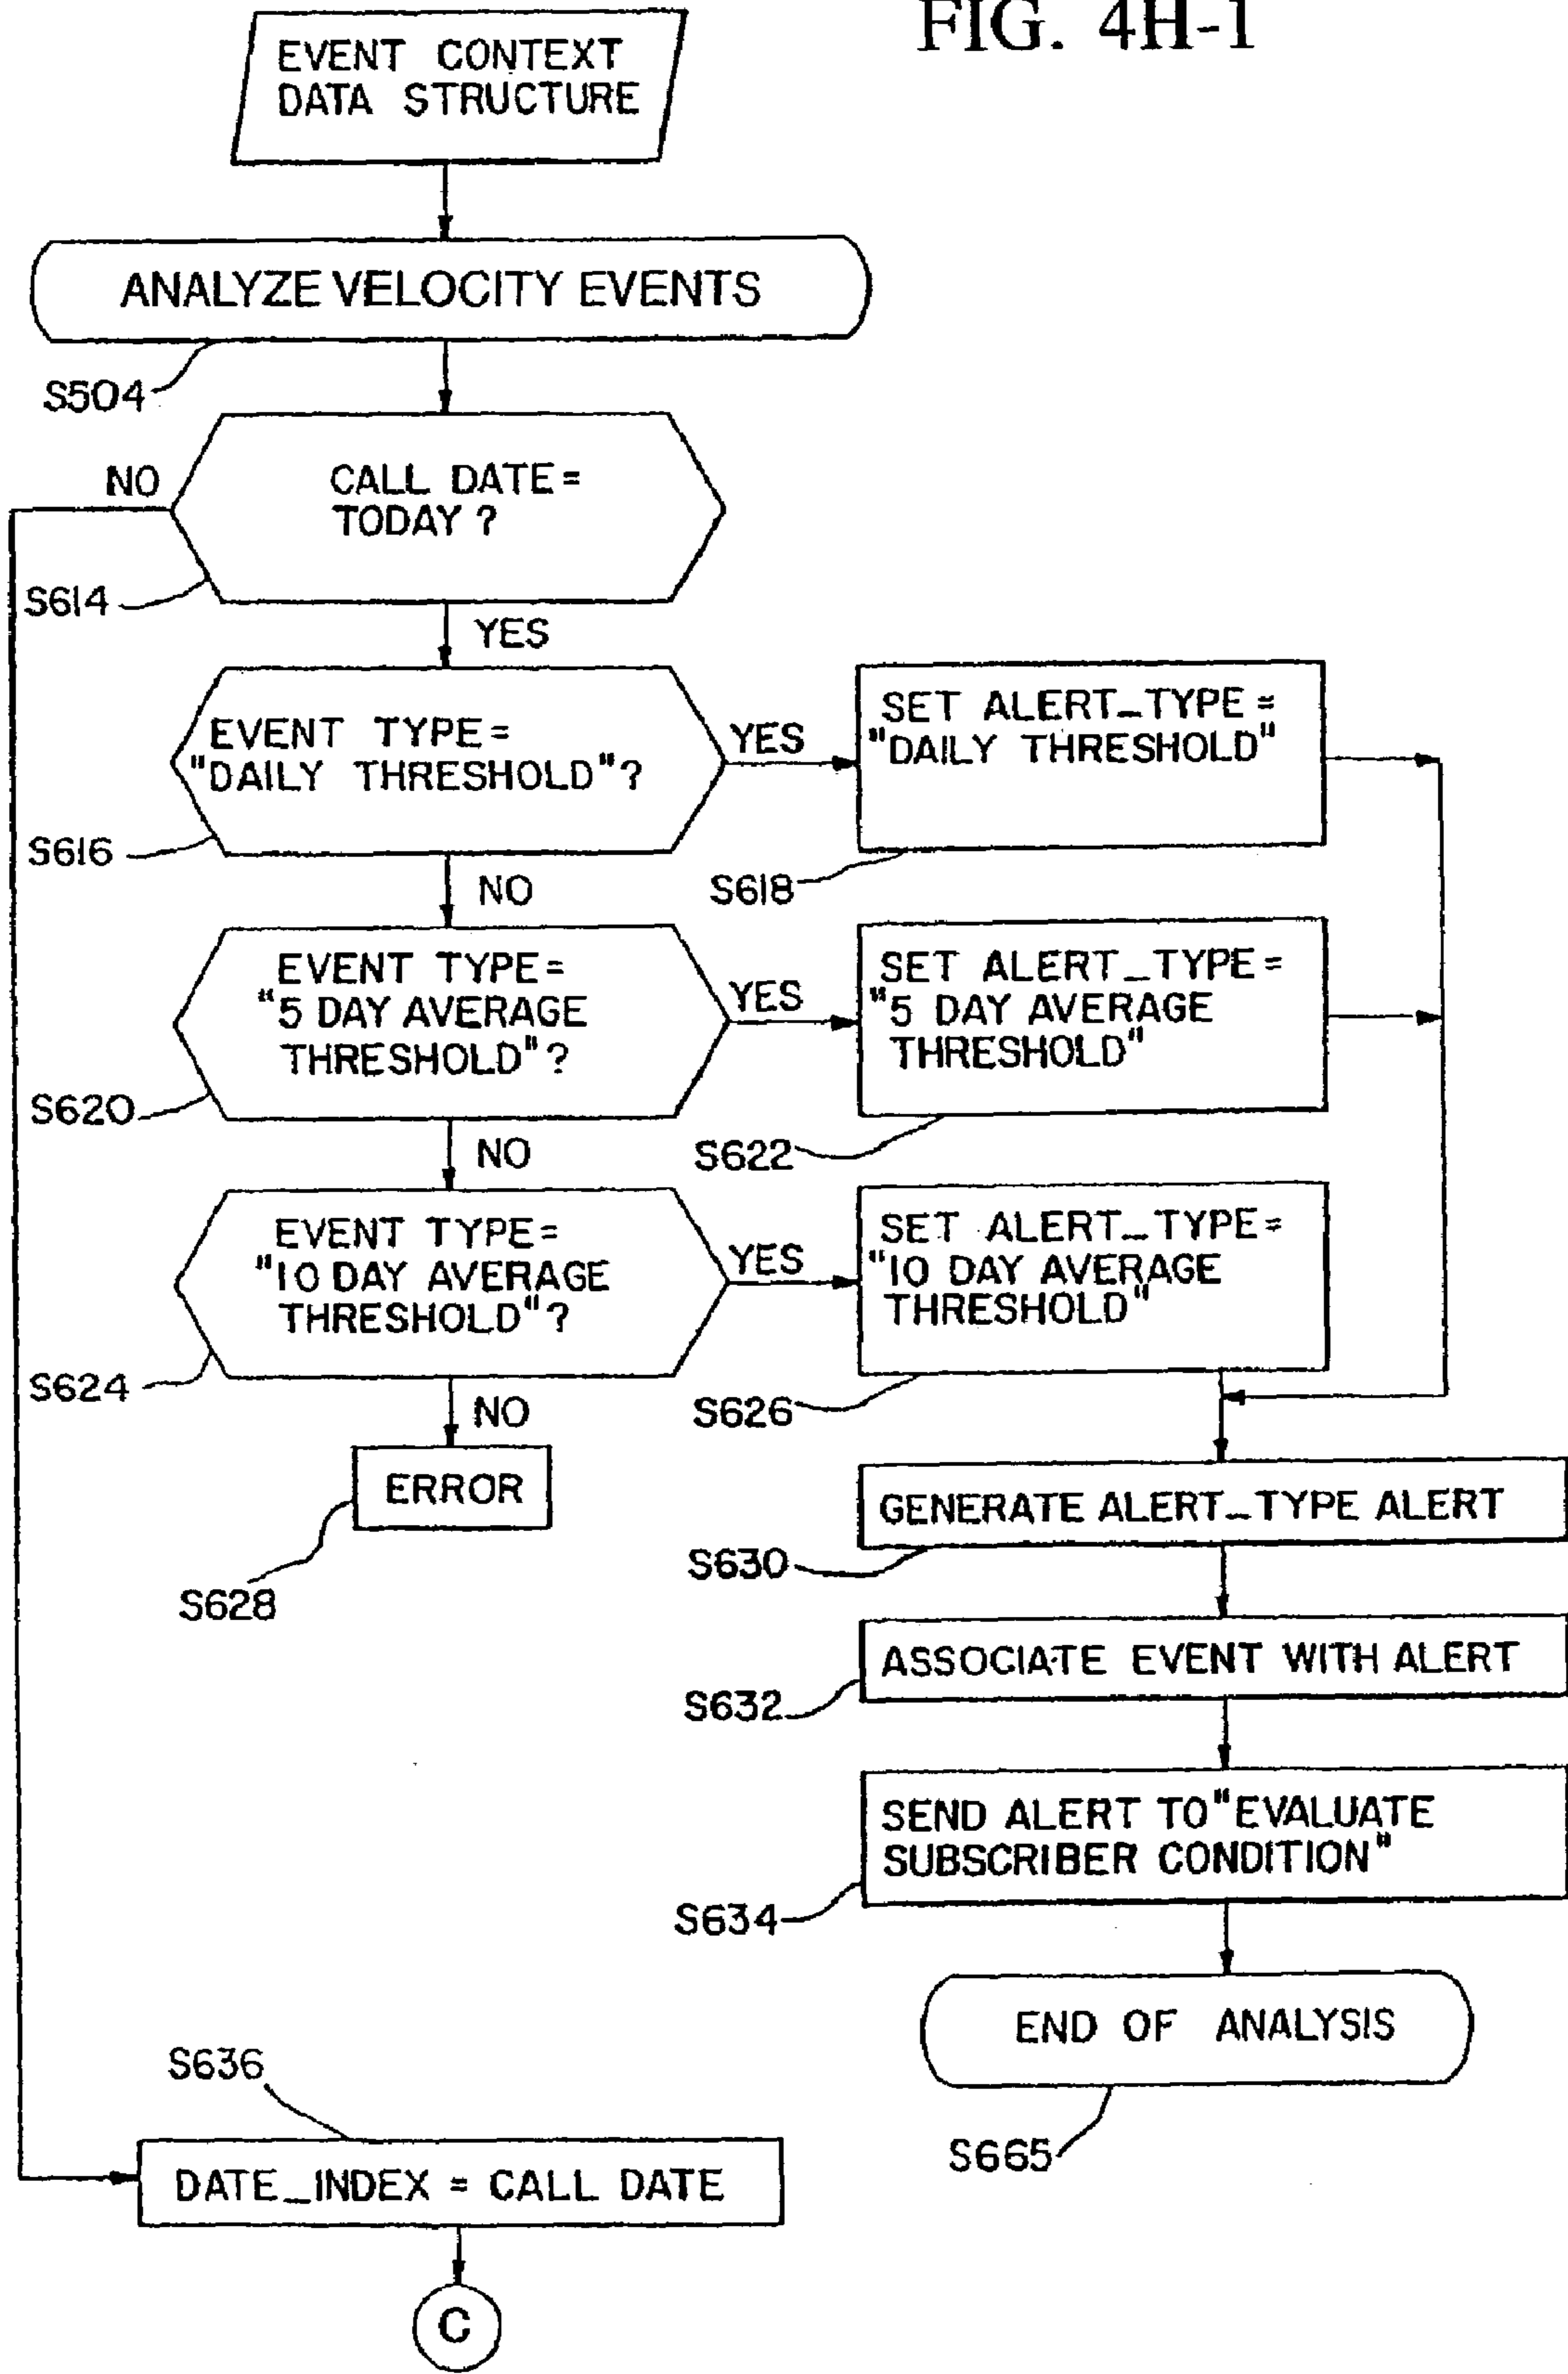 FIG. 4H-1
EVENT CONTEXT
DATA STRUCTURE
ANALYZE VELOCITY EVENTS
S504
NO
CALL DATE =
TODAY ?
S614
YES
EVENT TYPE =
"DAILY THRESHOLD"?
YES
SET ALERT_TYPE =
"DAILY THRESHOLD"
S616
S618
NO
EVENT TYPE =
"5 DAY AVERAGE
THRESHOLD"?
YES
SET ALERT_TYPE =
"5 DAY AVERAGE
THRESHOLD"
S620
S622
NO
EVENT TYPE =
"10 DAY AVERAGE
THRESHOLD"?
YES
SET ALERT_TYPE =
"10 DAY AVERAGE
THRESHOLD"
S624
S626
NO
ERROR
S628
GENERATE ALERT_TYPE ALERT
S630
ASSOCIATE EVENT WITH ALERT
S632
SEND ALERT TO "EVALUATE
SUBSCRIBER CONDITION"
S634
END OF ANALYSIS
S665
S636
DATE_INDEX = CALL DATE
C